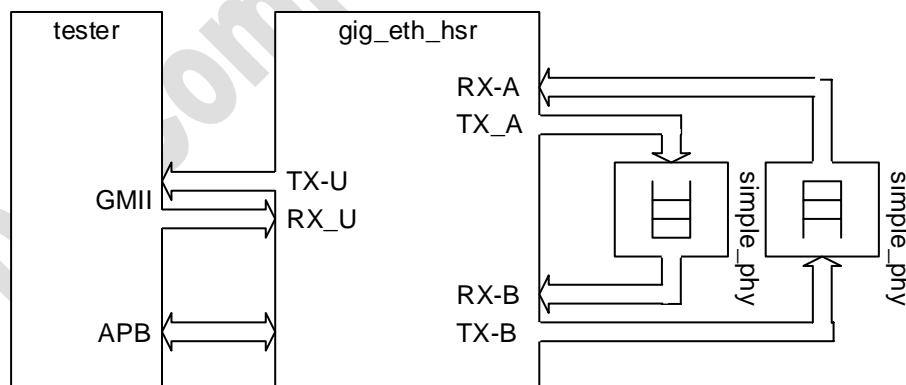 tester
gig_eth_hsr
RX-A
TX_A
TX-U
GMII
RX_U
simple_phy
simple_phy
RX-B
APB
TX-B